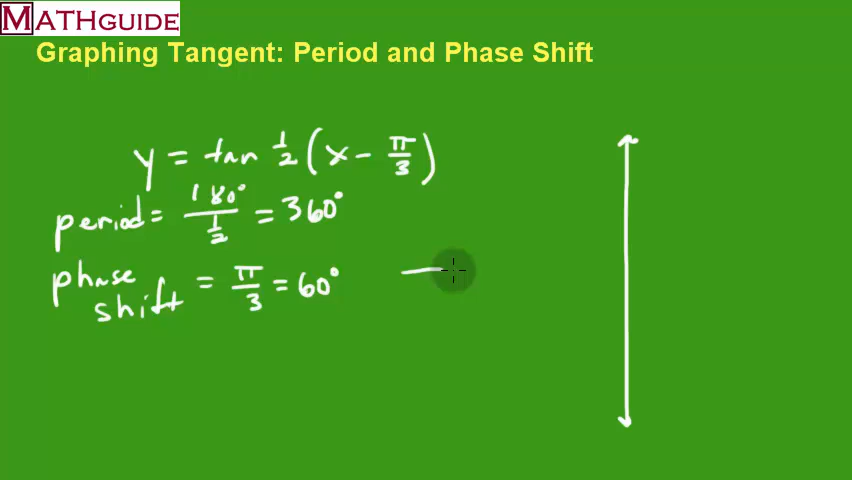 MATHGUIDE
Graphing Tangent: Period and Phase Shift
y = tan 1/2 (x - π/3)
period = 180°/(1/2) = 360°
phase shift = π/3 = 60°